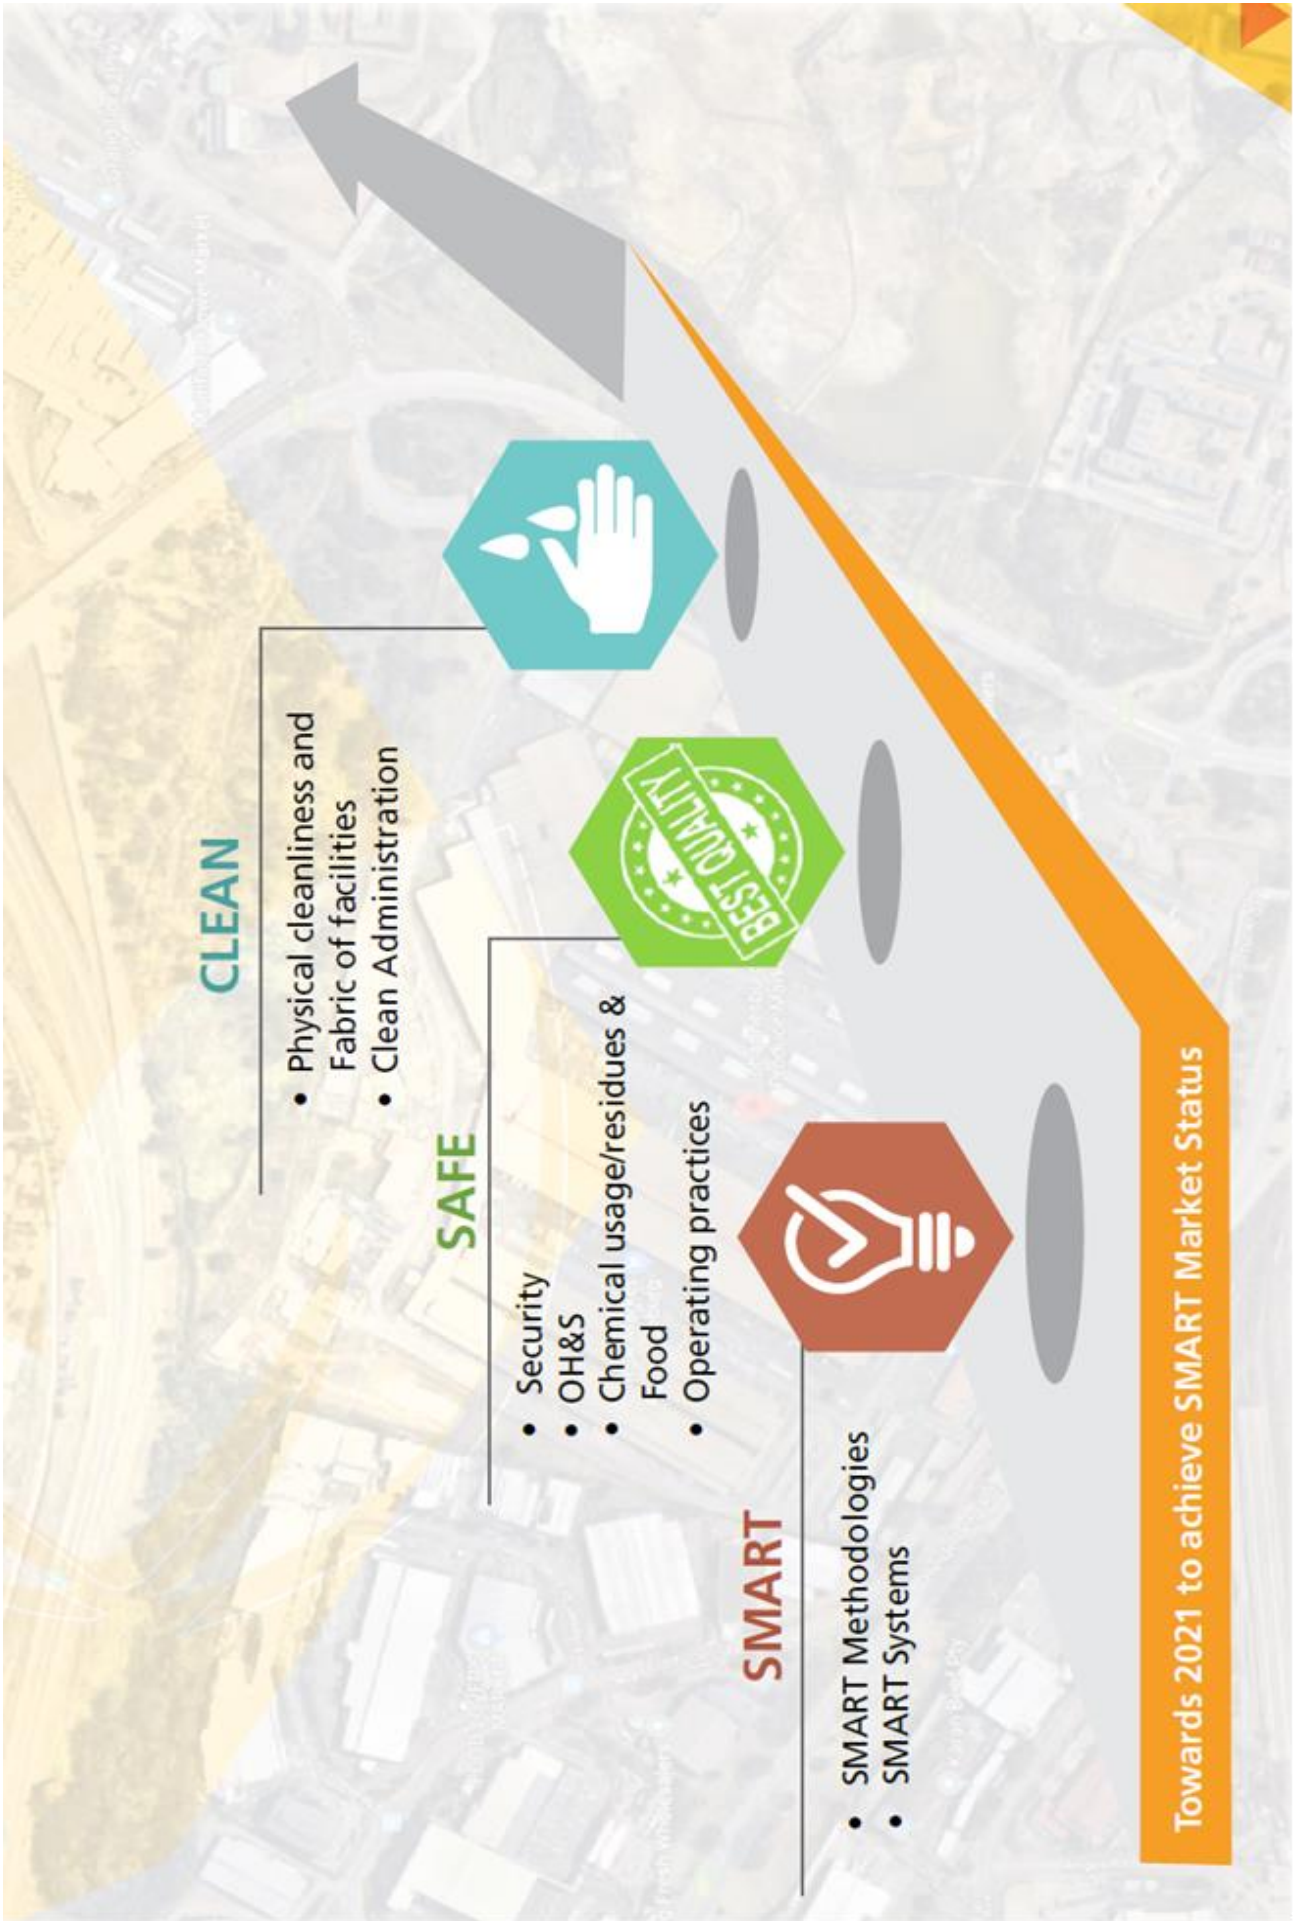 CLEAN
• Physical cleanliness and
Fabric of facilities
• Clean Administration
SAFE
• Security
• OH&S
• Chemical usage/residues &
Food
• Operating practices
BEST QUALITY
SMART
• SMART Methodologies
• SMART Systems
Towards 2021 to achieve SMART Market Status